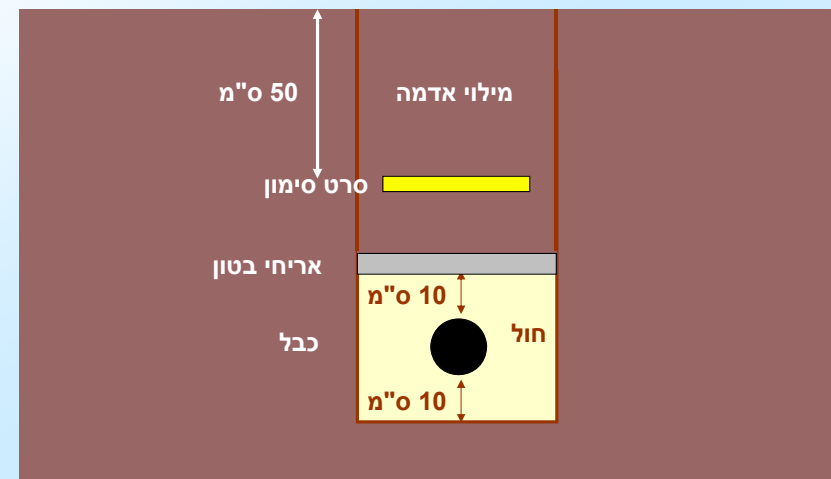 50 ס"מ
מילוי אדמה
סרט סימון
אריחי בטון
10 ס"מ
חול
כבל
10 ס"מ